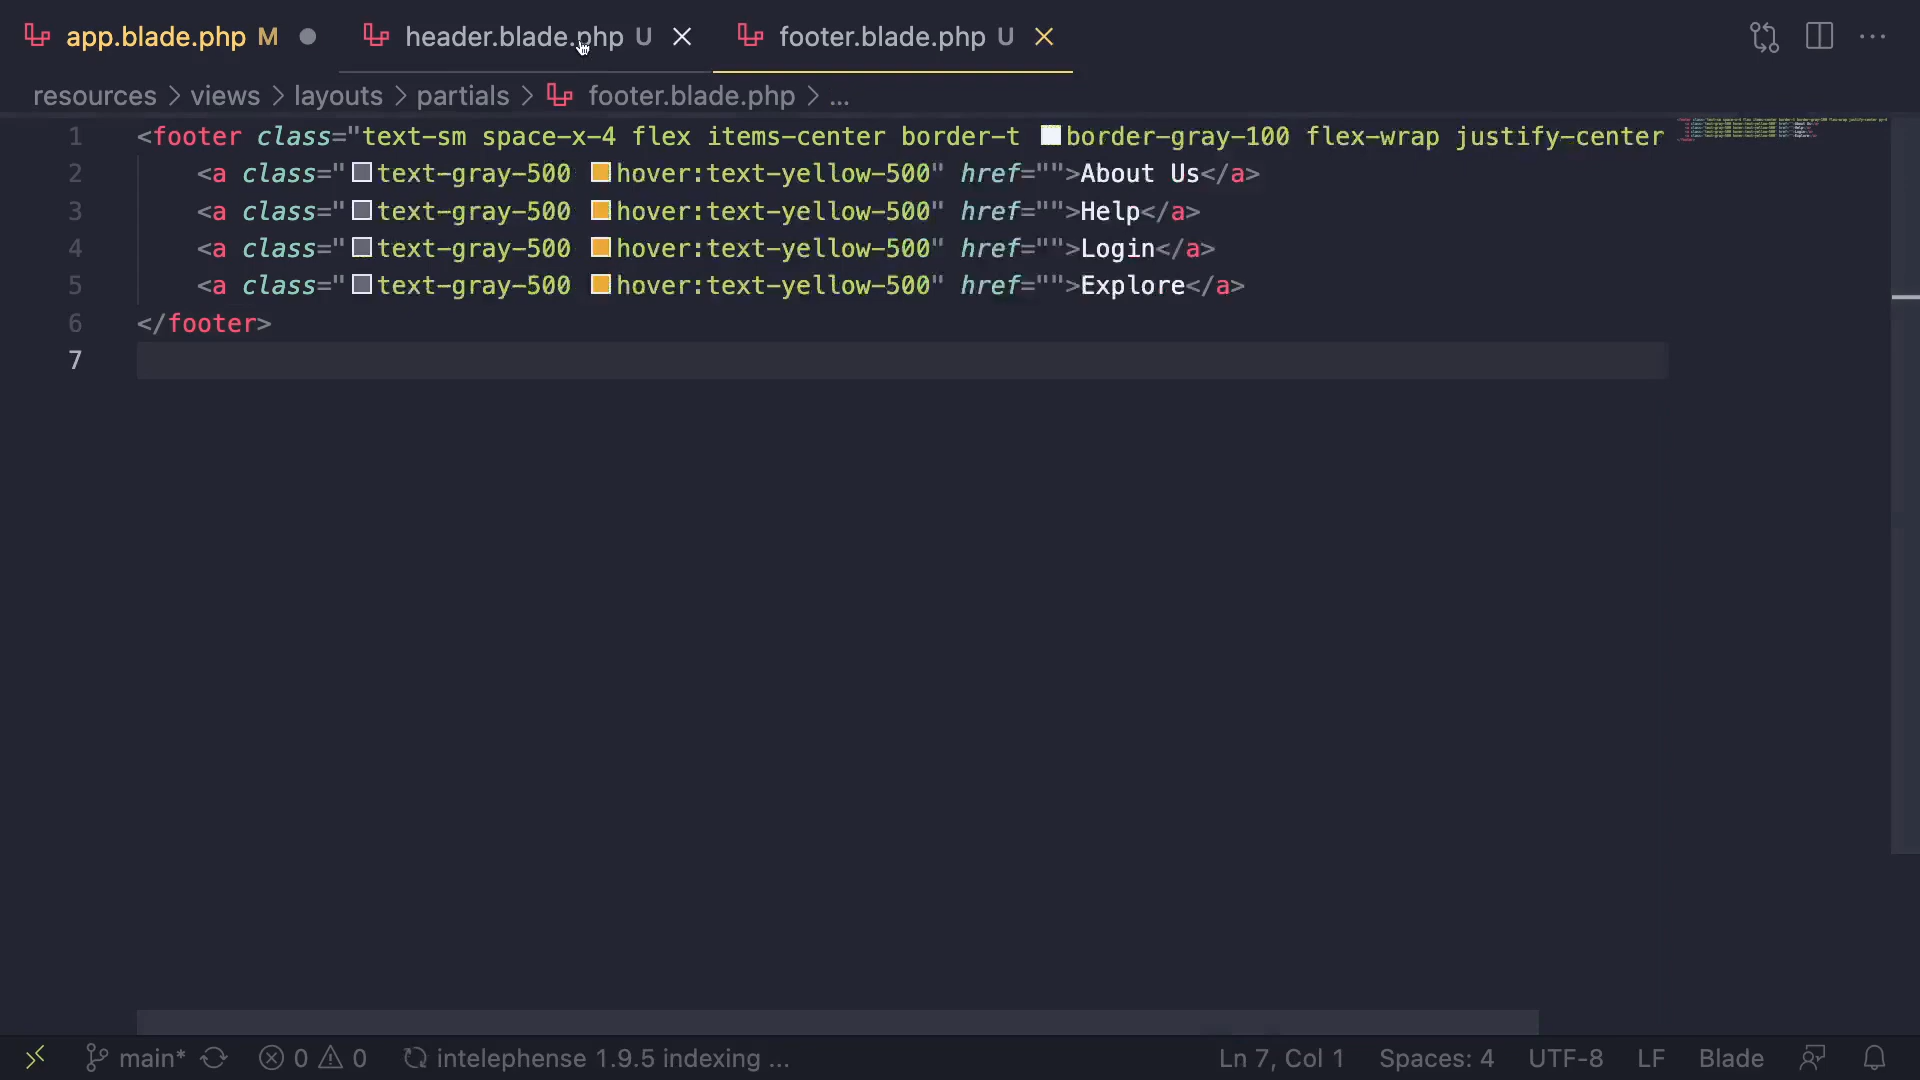 app.blade.php M
header.blade.php U
footer.blade.php U
resources > views > layouts > partials > footer.blade.php > ...
1 <footer class="text-sm space-x-4 flex items-center border-t border-gray-100 flex-wrap justify-center
2 <a class="text-gray-500 hover:text-yellow-500" href="">About Us</a>
3 <a class="text-gray-500 hover:text-yellow-500" href="">Help</a>
4 <a class="text-gray-500 hover:text-yellow-500" href="">Login</a>
5 <a class="text-gray-500 hover:text-yellow-500" href="">Explore</a>
6 </footer>
7
main* 0 0 intelephense 1.9.5 indexing ... Ln 7, Col 1 Spaces: 4 UTF-8 LF Blade